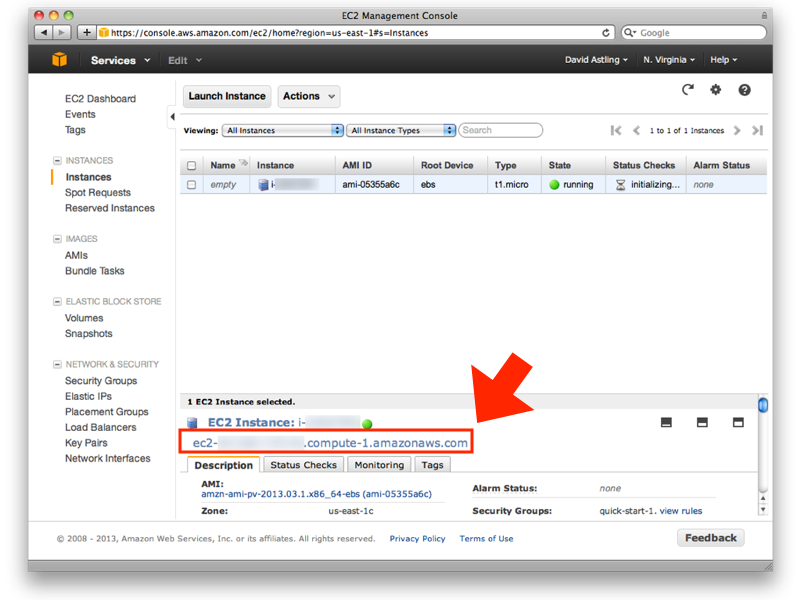 EC2 Management Console
https://console.aws.amazon.com/ec2/home?region=us-east-1#s=Instances
Google
Services Edit David Astling N. Virginia Help
EC2 Dashboard
Events
Tags
INSTANCES
Instances
Spot Requests
Reserved Instances
IMAGES
AMIs
Bundle Tasks
ELASTIC BLOCK STORE
Volumes
Snapshots
NETWORK & SECURITY
Security Groups
Elastic IPs
Placement Groups
Load Balancers
Key Pairs
Network Interfaces
Launch Instance Actions
Viewing: All Instances All Instance Types Search 1 to 1 of 1 Instances
Name Instance AMI ID Root Device Type State Status Checks Alarm Status
empty i- ami-05355a6c ebs t1.micro running initializing... none
1 EC2 Instance selected.
EC2 Instance: i-
ec2- .compute-1.amazonaws.com
Description Status Checks Monitoring Tags
AMI:
amzn-ami-pv-2013.03.1.x86_64-ebs (ami-05355a6c)
Alarm Status: none
Zone: us-east-1c
Security Groups: quick-start-1. view rules
© 2008 - 2013, Amazon Web Services, Inc. or its affiliates. All rights reserved. Privacy Policy Terms of Use Feedback